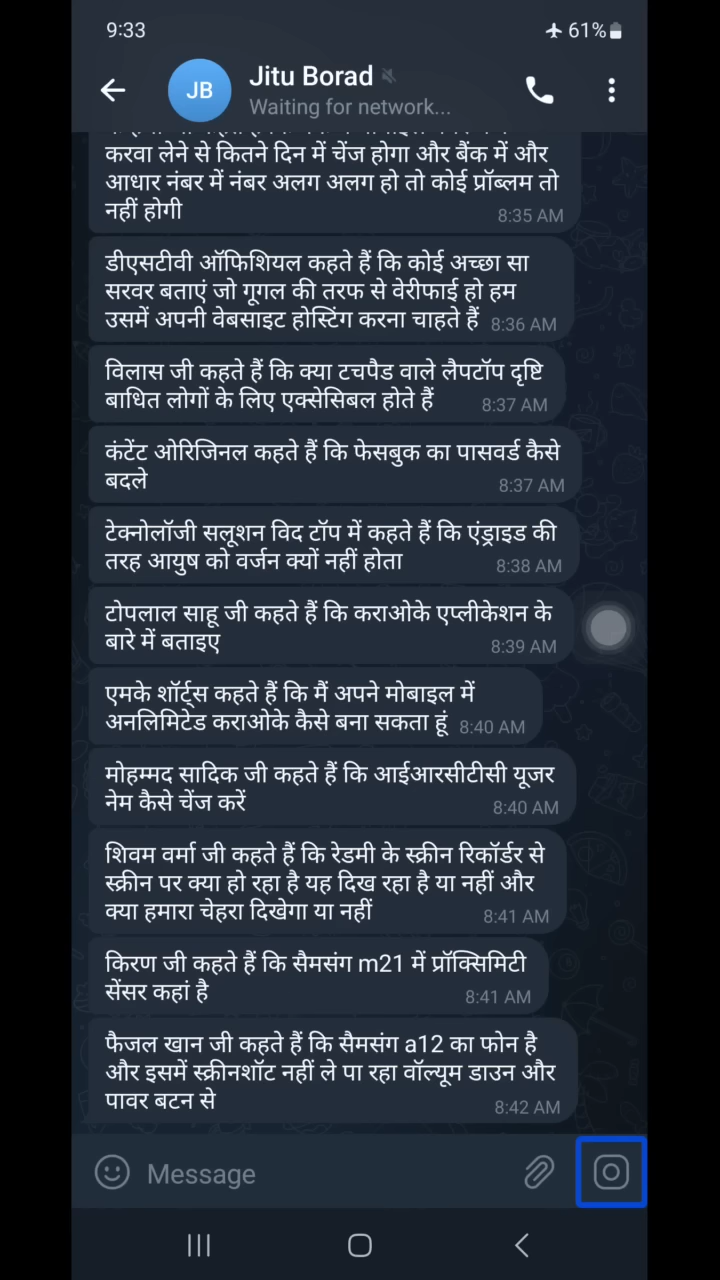 9:33
61%
JB
Jitu Borad
Waiting for network...
करवा लेने से कितने दिन में चेंज होगा और बैंक में और
आधार नंबर में नंबर अलग अलग हो तो कोई प्रॉब्लम तो
नहीं होगी
8:35 AM
डीएसटीवी ऑफिशियल कहते हैं कि कोई अच्छा सा
सरवर बताएं जो गूगल की तरफ से वेरीफाई हो हम
उसमें अपनी वेबसाइट होस्टिंग करना चाहते हैं 8:36 AM
विलास जी कहते हैं कि क्या टचपैड वाले लैपटॉप दृष्टि
बाधित लोगों के लिए एक्सेसिबल होते हैं 8:37 AM
कंटेंट ओरिजिनल कहते हैं कि फेसबुक का पासवर्ड कैसे
बदले 8:37 AM
टेक्नोलॉजी सलूशन विद टॉप में कहते हैं कि एंड्राइड की
तरह आयुष को वर्जन क्यों नहीं होता 8:38 AM
टोपलाल साहू जी कहते हैं कि कराओके एप्लीकेशन के
बारे में बताइए 8:39 AM
एमके शॉर्ट्स कहते हैं कि मैं अपने मोबाइल में
अनलिमिटेड कराओके कैसे बना सकता हूं 8:40 AM
मोहम्मद सादिक जी कहते हैं कि आईआरसीटीसी यूजर
नेम कैसे चेंज करें 8:40 AM
शिवम वर्मा जी कहते हैं कि रेडमी के स्क्रीन रिकॉर्डर से
स्क्रीन पर क्या हो रहा है यह दिख रहा है या नहीं और
क्या हमारा चेहरा दिखेगा या नहीं 8:41 AM
किरण जी कहते हैं कि सैमसंग m21 में प्रॉक्सिमिटी
सेंसर कहां है 8:41 AM
फैजल खान जी कहते हैं कि सैमसंग a12 का फोन है
और इसमें स्क्रीनशॉट नहीं ले पा रहा वॉल्यूम डाउन और
पावर बटन से 8:42 AM
Message